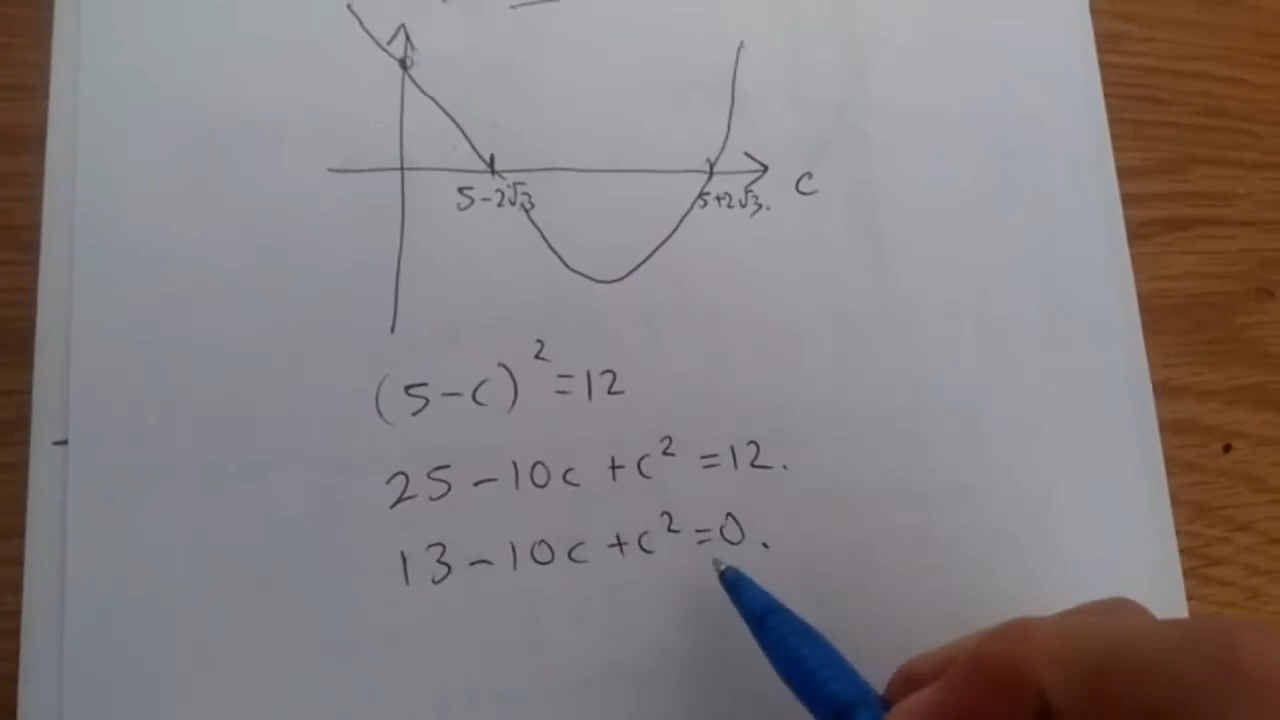 c
5-2√3
5+2√3.
(5-c)²=12
25-10c+c²=12.
13-10c+c²=0.